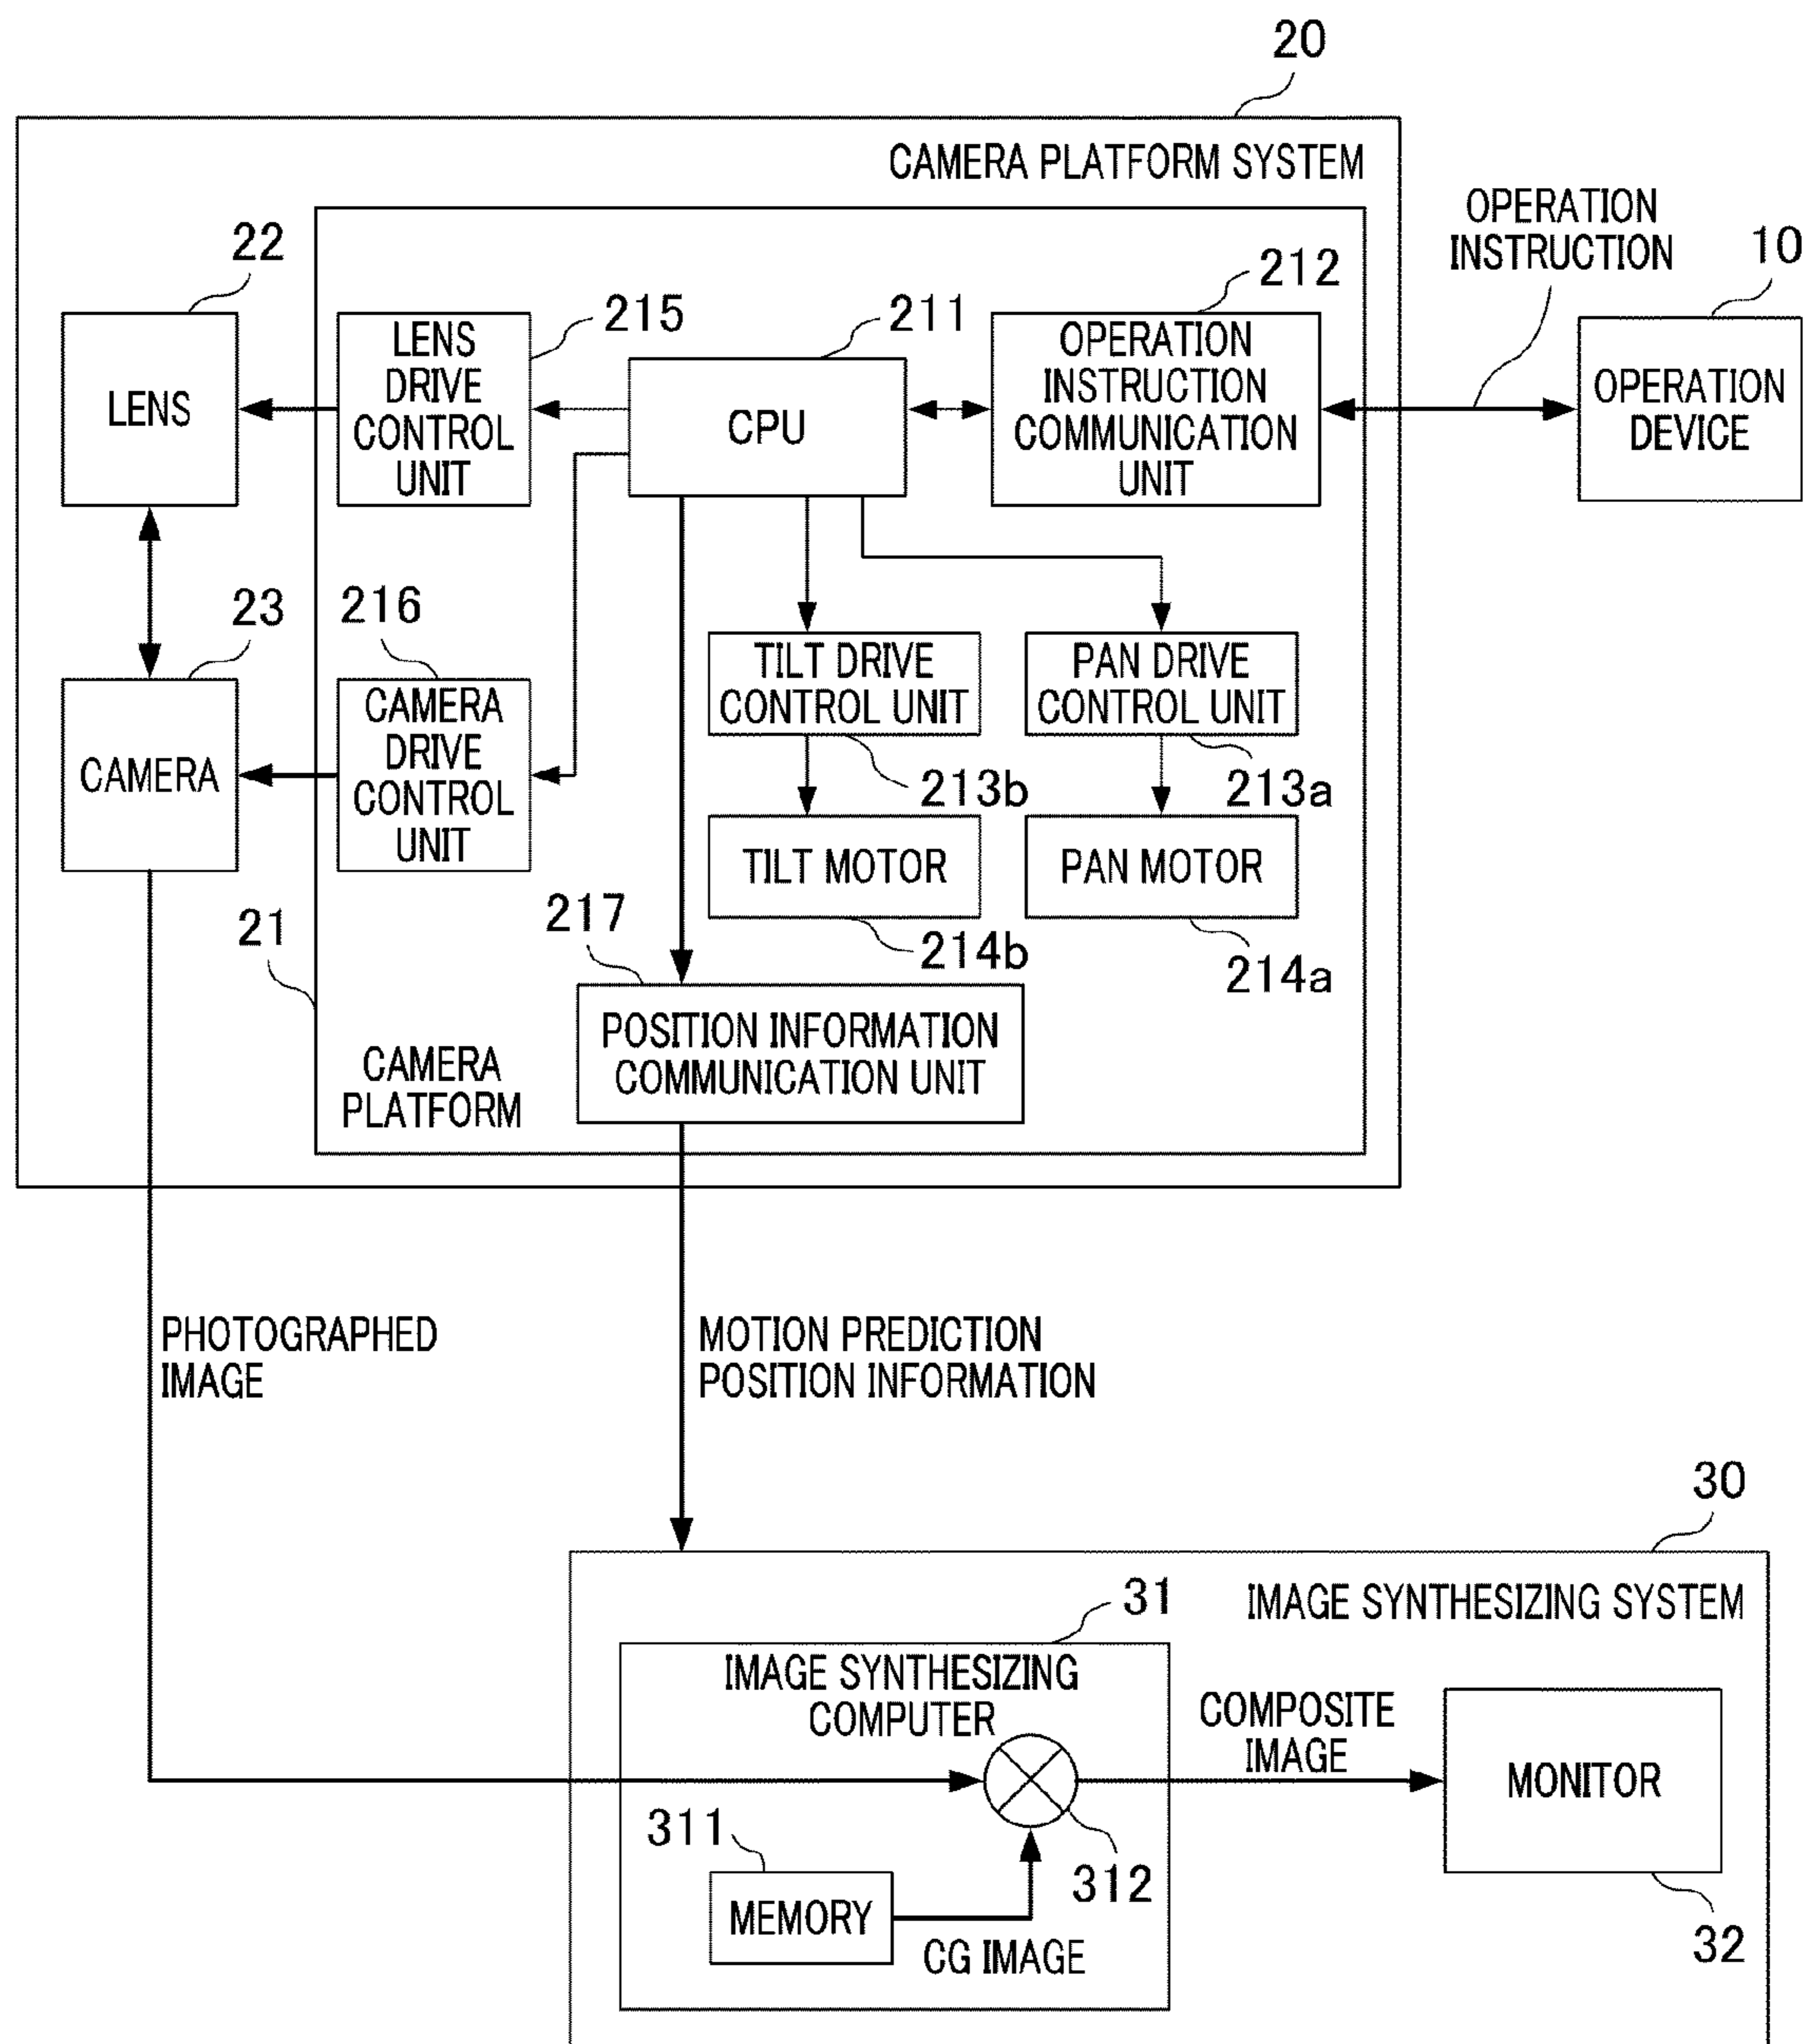 20
CAMERA PLATFORM SYSTEM
OPERATION
INSTRUCTION
10
22
212
215
211
LENS
LENS
DRIVE
CONTROL
UNIT
CPU
OPERATION
INSTRUCTION
COMMUNICATION
UNIT
OPERATION
DEVICE
23
216
CAMERA
CAMERA
DRIVE
CONTROL
UNIT
TILT DRIVE
CONTROL UNIT
PAN DRIVE
CONTROL UNIT
213b
213a
TILT MOTOR
PAN MOTOR
21
217
214b
214a
POSITION INFORMATION
COMMUNICATION UNIT
CAMERA
PLATFORM
PHOTOGRAPHED
IMAGE
MOTION PREDICTION
POSITION INFORMATION
30
31
IMAGE SYNTHESIZING SYSTEM
IMAGE SYNTHESIZING
COMPUTER
COMPOSITE
IMAGE
MONITOR
311
312
MEMORY
CG IMAGE
32